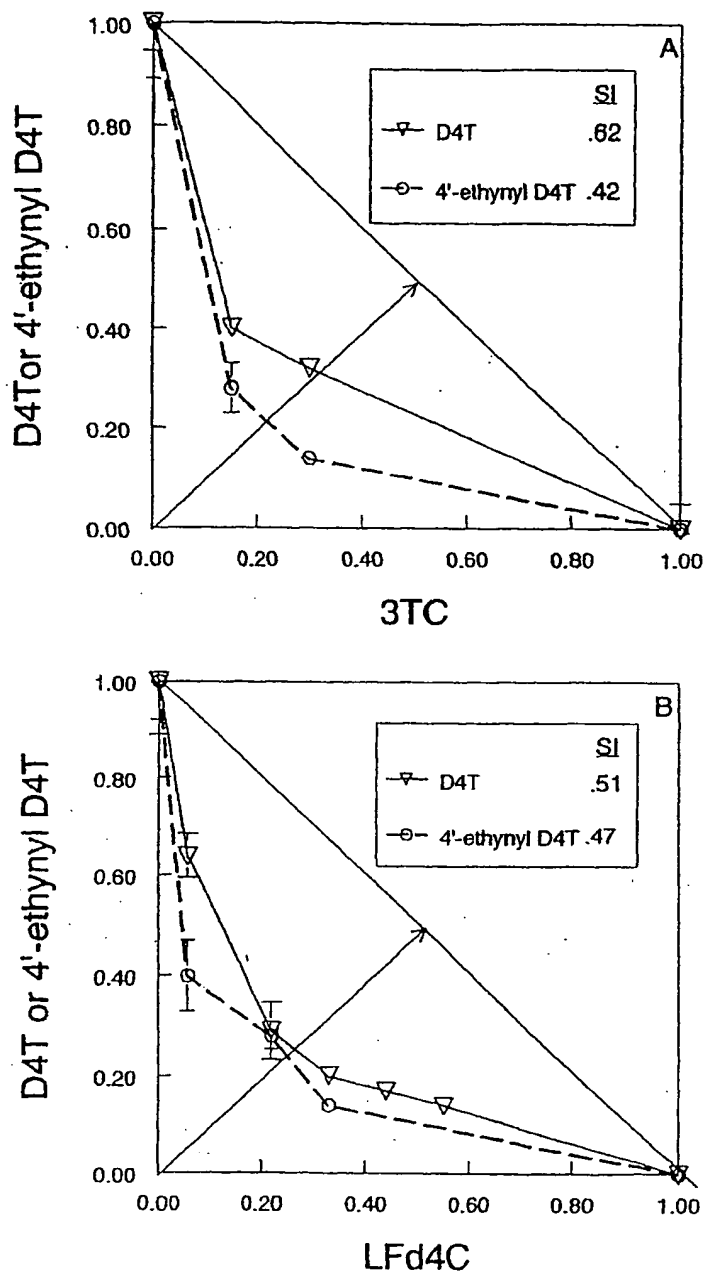 A
SI
D4T .62
4'-ethynyl D4T .42
D4Tor 4'-ethynyl D4T
1.00
0.80
0.60
0.40
0.20
0.00
0.00 0.20 0.40 0.60 0.80 1.00
3TC
B
SI
D4T .51
4'-ethynyl D4T .47
D4T or 4'-ethynyl D4T
1.00
0.80
0.60
0.40
0.20
0.00
0.00 0.20 0.40 0.60 0.80 1.00
LFd4C